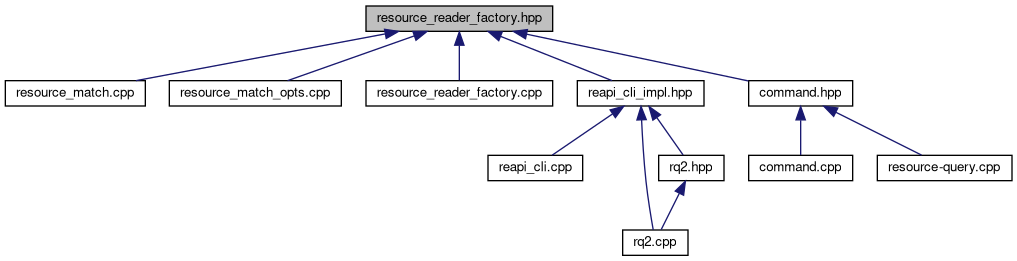 resource_reader_factory.hpp
resource_match.cpp
resource_match_opts.cpp
resource_reader_factory.cpp
reapi_cli_impl.hpp
command.hpp
reapi_cli.cpp
rq2.hpp
command.cpp
resource-query.cpp
rq2.cpp